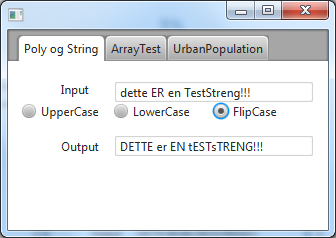 Poly og String ArrayTest UrbanPopulation
Input dette ER en TestStreng!!!
UpperCase LowerCase FlipCase
Output DETTE er EN tESTsTRENG!!!